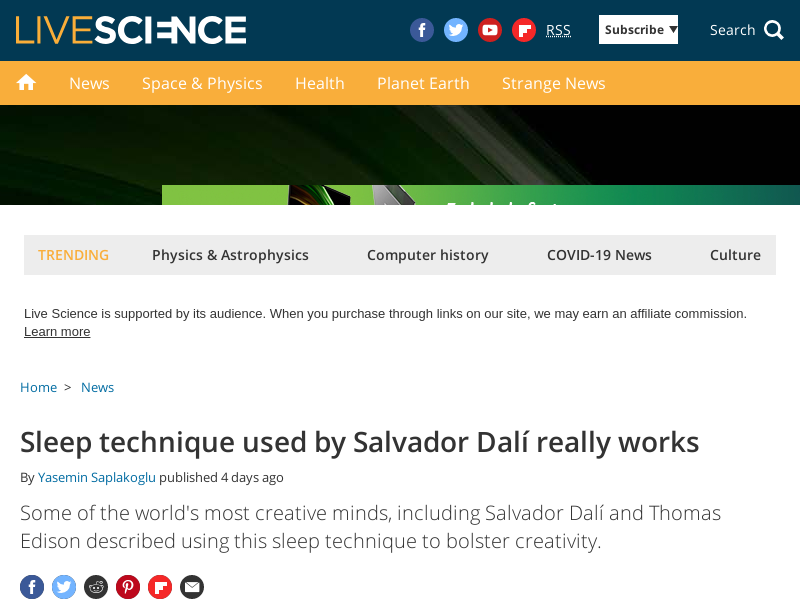 LIVESCIENCE
RSS
Subscribe
Search
News
Space & Physics
Health
Planet Earth
Strange News
TRENDING
Physics & Astrophysics
Computer history
COVID-19 News
Culture
Live Science is supported by its audience. When you purchase through links on our site, we may earn an affiliate commission.
Learn more
Home > News
Sleep technique used by Salvador Dalí really works
By Yasemin Saplakoglu published 4 days ago
Some of the world's most creative minds, including Salvador Dalí and Thomas
Edison described using this sleep technique to bolster creativity.